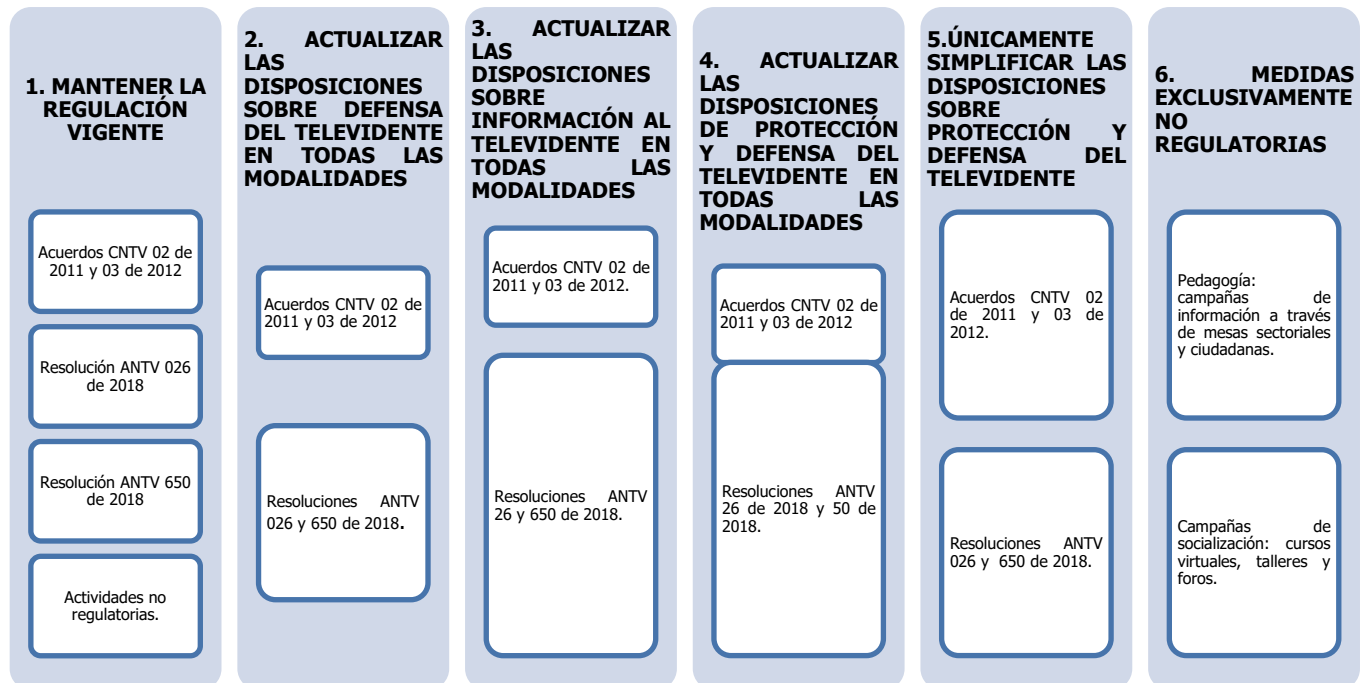 1. MANTENER LA
REGULACIÓN
VIGENTE
Acuerdos CNTV 02 de
2011 y 03 de 2012
Resolución ANTV 026
de 2018
Resolución ANTV 650
de 2018
Actividades no
regulatorias.
2. ACTUALIZAR
LAS
DISPOSICIONES
SOBRE DEFENSA
DEL TELEVIDENTE
EN TODAS LAS
MODALIDADES
Acuerdos CNTV 02 de
2011 y 03 de 2012
Resoluciones ANTV
026 y 650 de 2018.
3. ACTUALIZAR
LAS
DISPOSICIONES
SOBRE
INFORMACIÓN AL
TELEVIDENTE EN
TODAS LAS
MODALIDADES
Acuerdos CNTV 02 de
2011 y 03 de 2012.
Resoluciones ANTV
26 y 650 de 2018.
4. ACTUALIZAR
LAS
DISPOSICIONES
DE PROTECCIÓN
Y DEFENSA DEL
TELEVIDENTE EN
TODAS LAS
MODALIDADES
Acuerdos CNTV 02 de
2011 y 03 de 2012
Resoluciones ANTV
26 de 2018 y 50 de
2018.
5.ÚNICAMENTE
SIMPLIFICAR LAS
DISPOSICIONES
SOBRE
PROTECCIÓN Y
DEFENSA DEL
TELEVIDENTE
Acuerdos CNTV 02
de 2011 y 03 de
2012.
Resoluciones ANTV
026 y 650 de 2018.
6. MEDIDAS
EXCLUSIVAMENTE
NO
REGULATORIAS
Pedagogía:
campañas de
información a través
de mesas sectoriales
y ciudadanas.
Campañas de
socialización: cursos
virtuales, talleres y
foros.